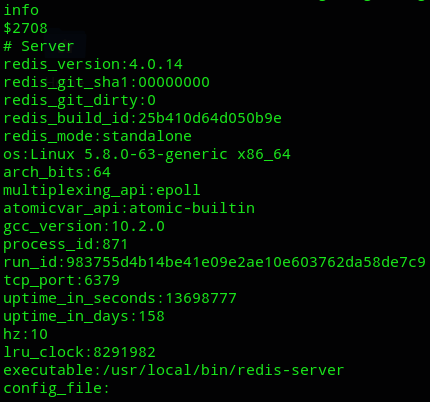 info
$2708
# Server
redis_version:4.0.14
redis_git_sha1:00000000
redis_git_dirty:0
redis_build_id:25b410d64d050b9e
redis_mode:standalone
os:Linux 5.8.0-63-generic x86_64
arch_bits:64
multiplexing_api:epoll
atomicvar_api:atomic-builtin
gcc_version:10.2.0
process_id:871
run_id:983755d4b14be41e09e2ae10e603762da58de7c9
tcp_port:6379
uptime_in_seconds:13698777
uptime_in_days:158
hz:10
lru_clock:8291982
executable:/usr/local/bin/redis-server
config_file: